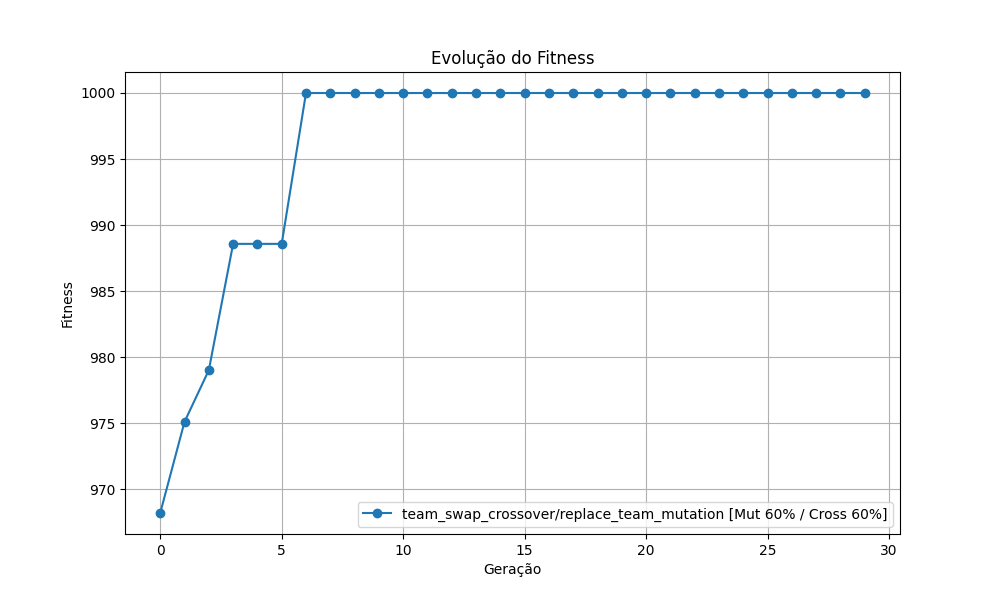 Evolução do Fitness
Fitness
1000
995
990
985
980
975
970
team_swap_crossover/replace_team_mutation [Mut 60% / Cross 60%]
0 5 10 15 20 25 30
Geração